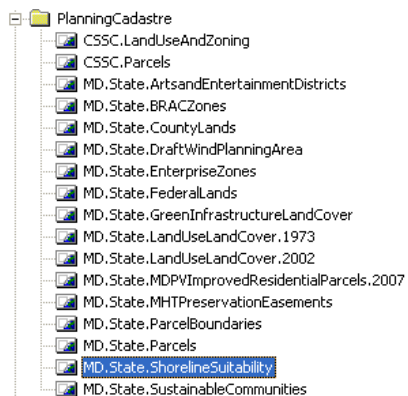 PlanningCadastre
CSSC.LandUseAndZoning
CSSC.Parcels
MD.State.ArtsandEntertainmentDistricts
MD.State.BRACZones
MD.State.CountyLands
MD.State.DraftWindPlanningArea
MD.State.EnterpriseZones
MD.State.FederalLands
MD.State.GreenInfrastructureLandCover
MD.State.LandUseLandCover.1973
MD.State.LandUseLandCover.2002
MD.State.MDPVImprovedResidentialParcels.2007
MD.State.MHTPreservationEasements
MD.State.ParcelBoundaries
MD.State.Parcels
MD.State.ShorelineSuitability
MD.State.SustainableCommunities